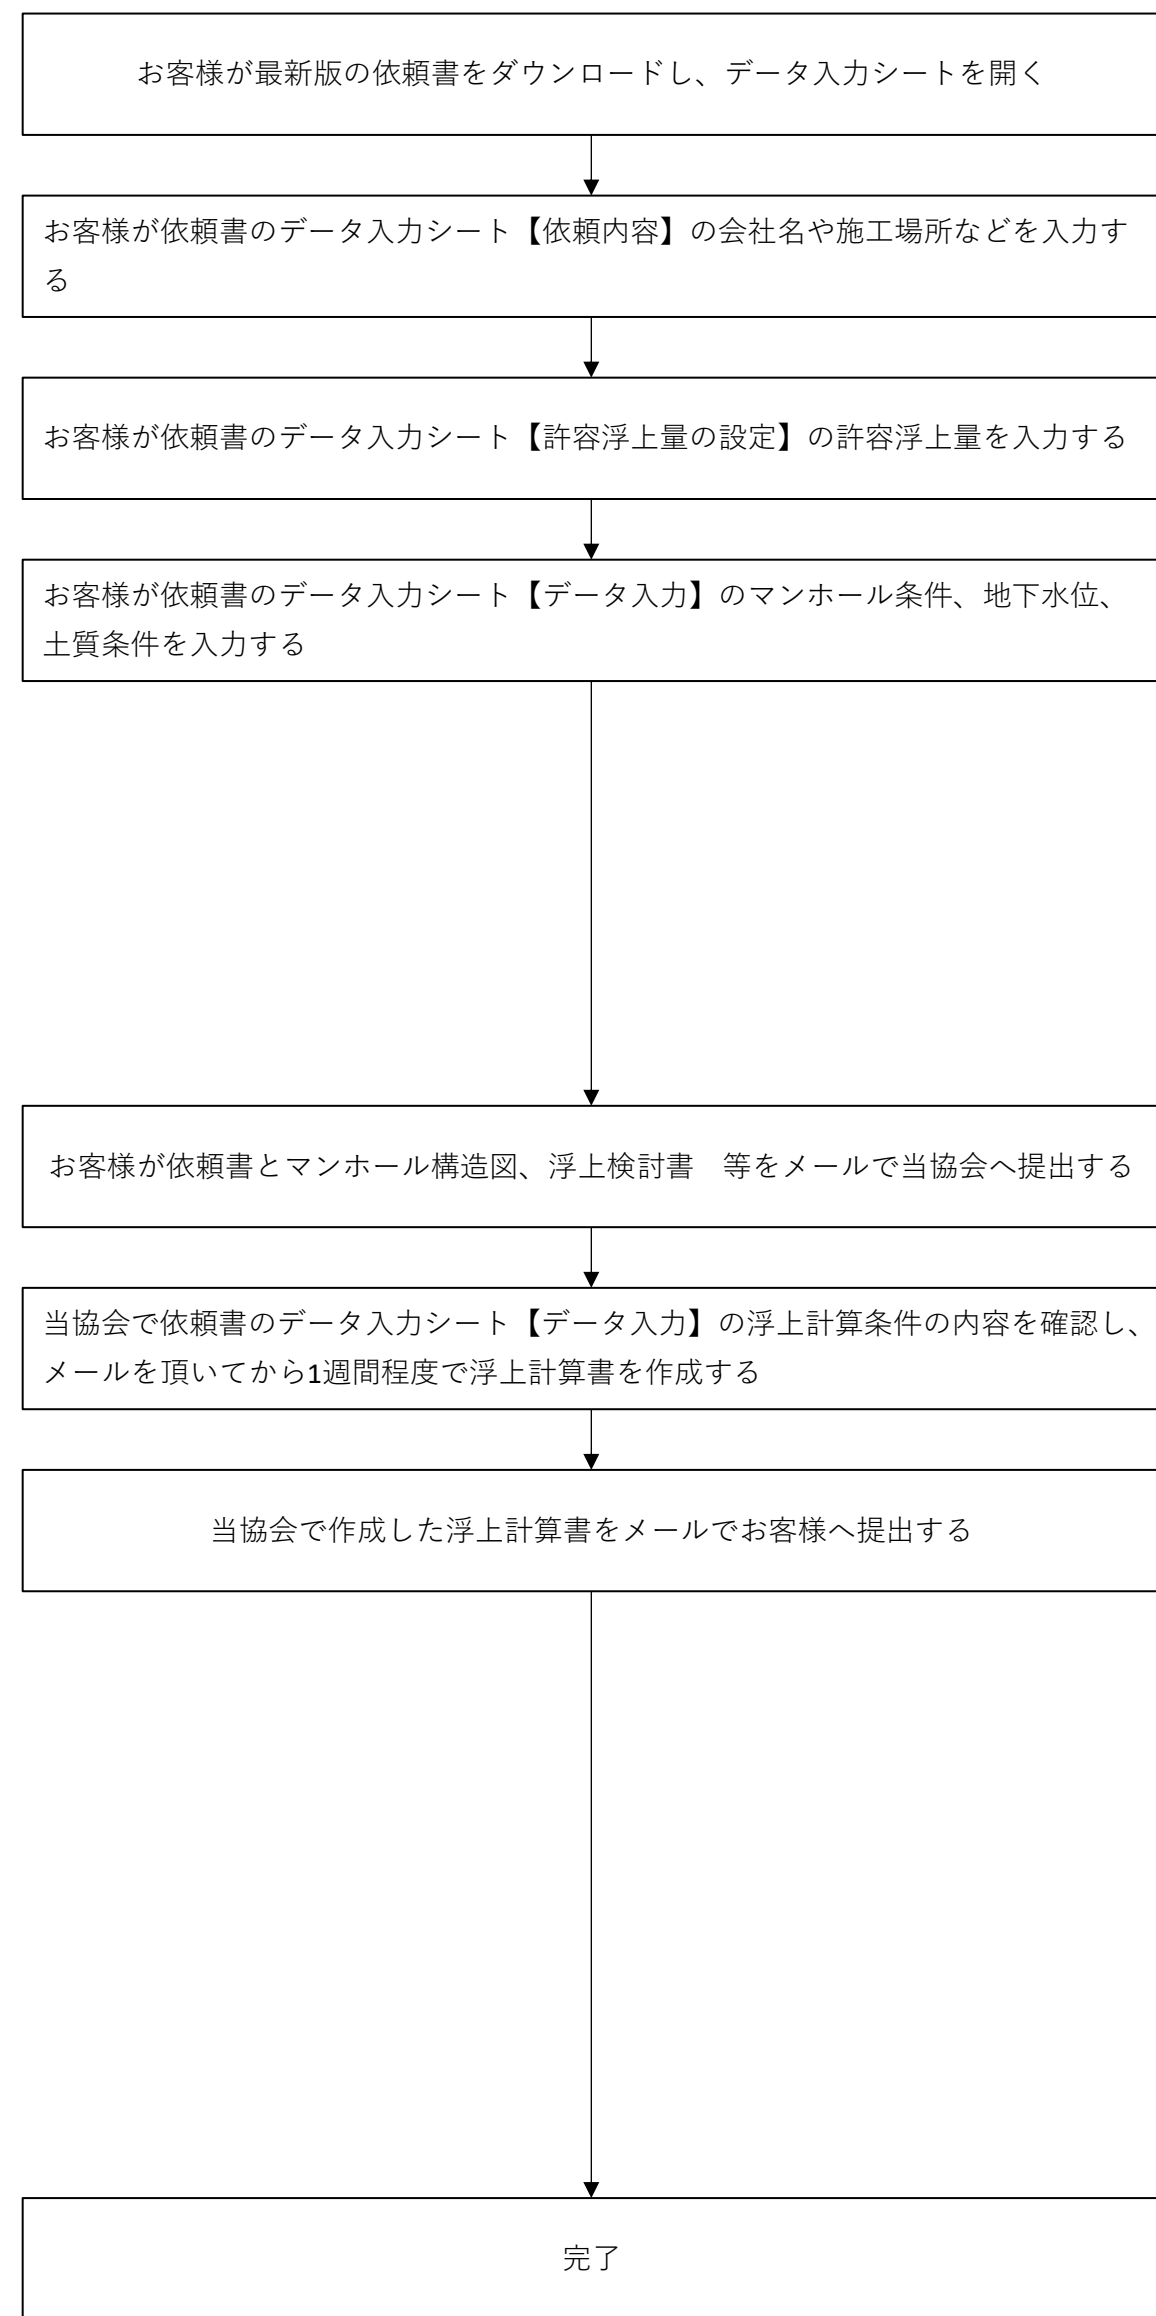 お客様が最新版の依頼書をダウンロードし、データ入力シートを開く
お客様が依頼書のデータ入力シート【依頼内容】の会社名や施工場所などを入力す
る
お客様が依頼書のデータ入力シート【許容浮上量の設定】の許容浮上量を入力する
お客様が依頼書のデータ入力シート【データ入力】のマンホール条件、地下水位、
土質条件を入力する
お客様が依頼書とマンホール構造図、浮上検討書　等をメールで当協会へ提出する
当協会で依頼書のデータ入力シート【データ入力】の浮上計算条件の内容を確認し、
メールを頂いてから1週間程度で浮上計算書を作成する
当協会で作成した浮上計算書をメールでお客様へ提出する
完了